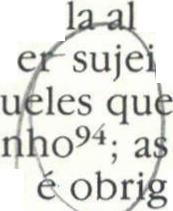 la al
er sujei
ueles que
nho⁹⁴; as
é obrig